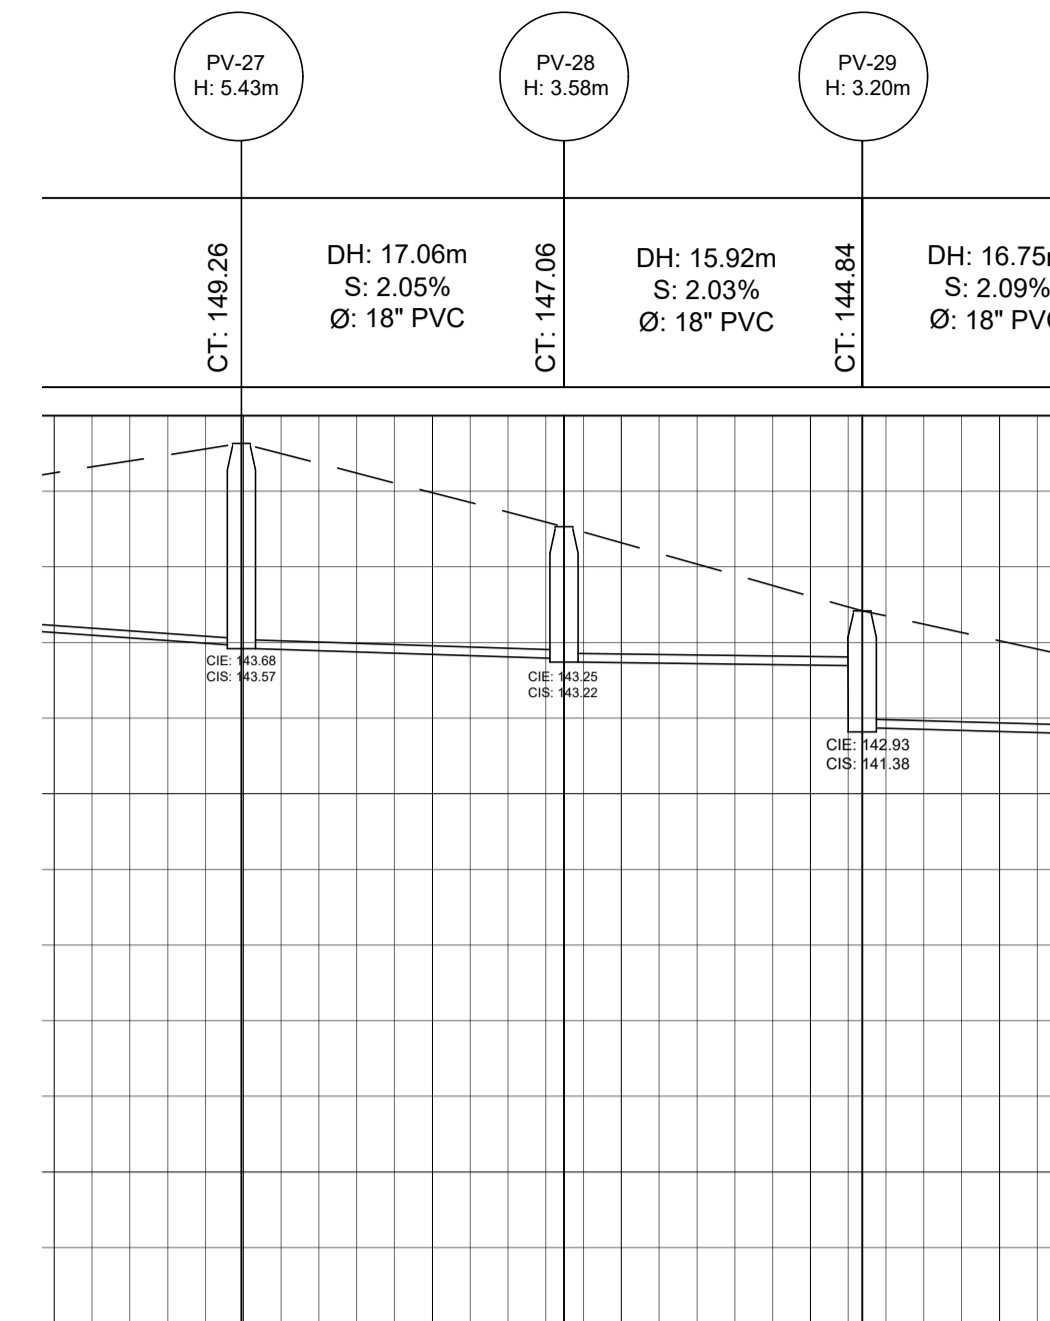 PV-27
H: 5.43m
PV-28
H: 3.58m
PV-29
H: 3.20m
CT: 149.26
DH: 17.06m
S: 2.05%
Ø: 18" PVC
CT: 147.06
DH: 15.92m
S: 2.03%
Ø: 18" PVC
CT: 144.84
DH: 16.75
S: 2.09%
Ø: 18" PV
CIE: 143.68
CIS: 143.57
CIE: 143.25
CIS: 143.22
CIE: 142.93
CIS: 141.38